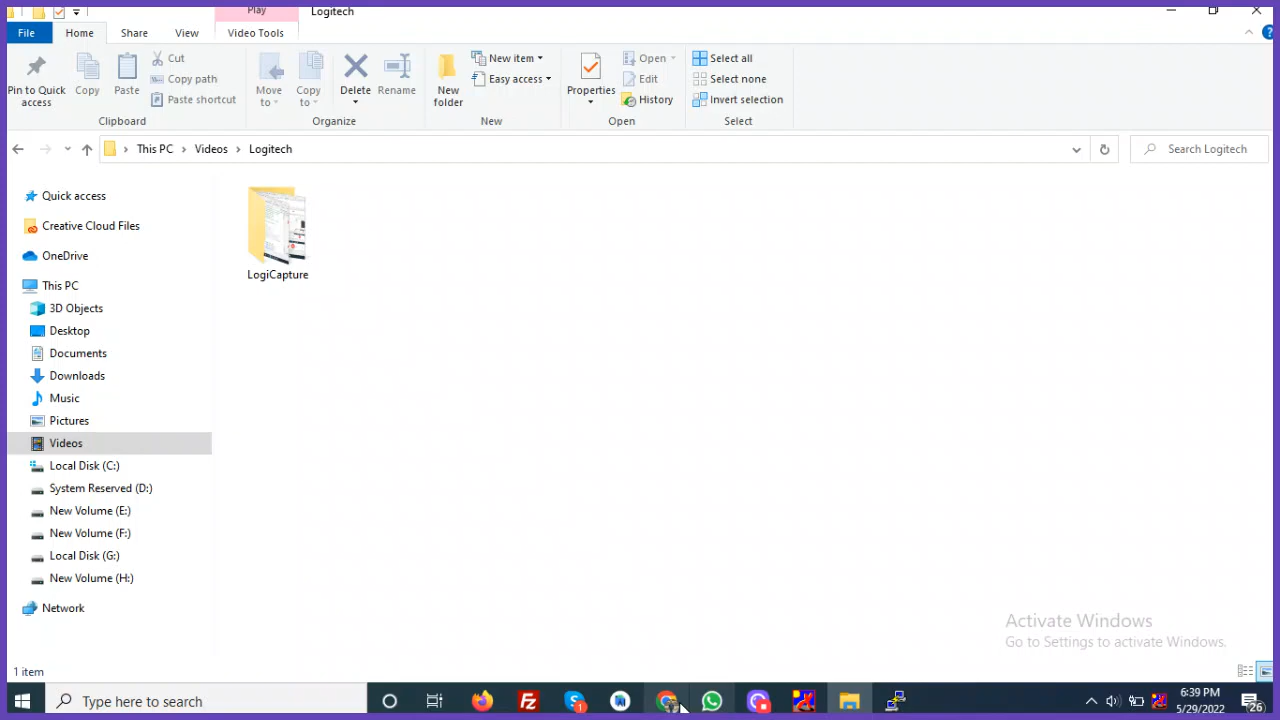 Play Logitech
File Home Share View Video Tools
Pin to Quick access Copy Paste Cut Copy path Paste shortcut Move to Copy to Delete Rename New folder New item Easy access Properties Open Edit History Select all Select none Invert selection
Clipboard Organize New Open Select
This PC Videos Logitech Search Logitech
Quick access
Creative Cloud Files
OneDrive
This PC
3D Objects
Desktop
Documents
Downloads
Music
Pictures
Videos
Local Disk (C:)
System Reserved (D:)
New Volume (E:)
New Volume (F:)
Local Disk (G:)
New Volume (H:)
Network
LogiCapture
Activate Windows
Go to Settings to activate Windows.
1 item
Type here to search
1
6:39 PM
5/29/2022
26